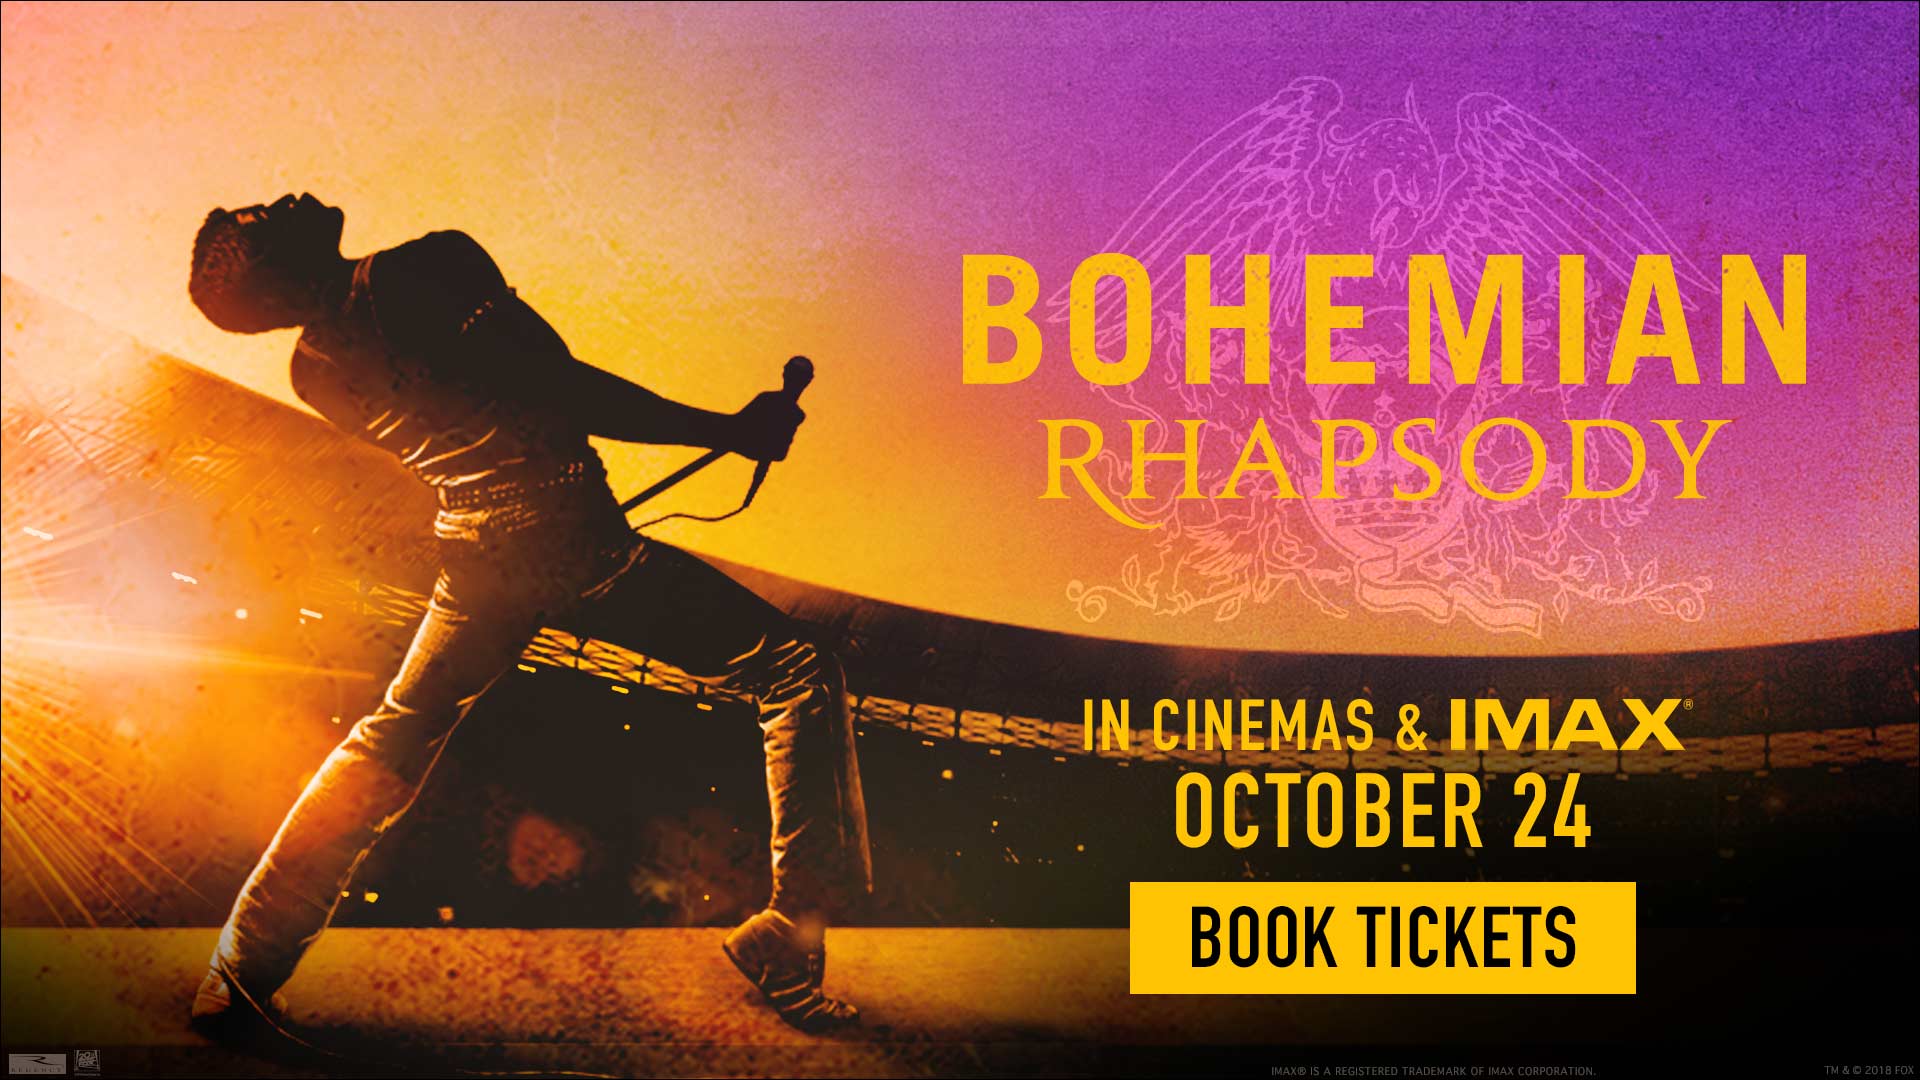 BOHEMIAN
RHAPSODY
IN CINEMAS & IMAX®
OCTOBER 24
BOOK TICKETS
REGENCY
IMAX® IS A REGISTERED TRADEMARK OF IMAX CORPORATION.
TM & © 2018 FOX